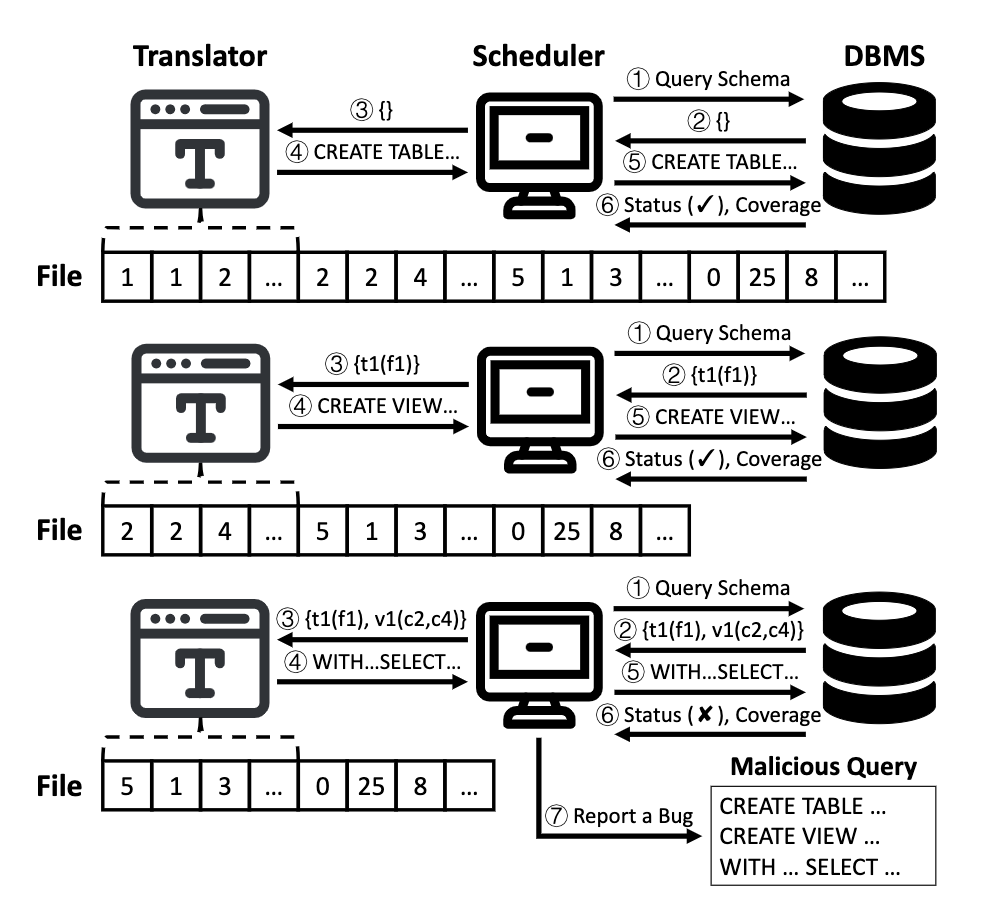 Translator Scheduler DBMS
① Query Schema
③ {} ② {}
④ CREATE TABLE... ⑤ CREATE TABLE...
⑥ Status (✓), Coverage
T
File 1 1 2 ... 2 2 4 ... 5 1 3 ... 0 25 8 ...
① Query Schema
③ {t1(f1)} ② {t1(f1)}
④ CREATE VIEW... ⑤ CREATE VIEW...
⑥ Status (✓), Coverage
T
File 2 2 4 ... 5 1 3 ... 0 25 8 ...
① Query Schema
③ {t1(f1), v1(c2,c4)} ② {t1(f1), v1(c2,c4)}
④ WITH...SELECT... ⑤ WITH...SELECT...
⑥ Status (✘), Coverage
T
File 5 1 3 ... 0 25 8 ...
⑦ Report a Bug
Malicious Query
CREATE TABLE ...
CREATE VIEW ...
WITH ... SELECT ...